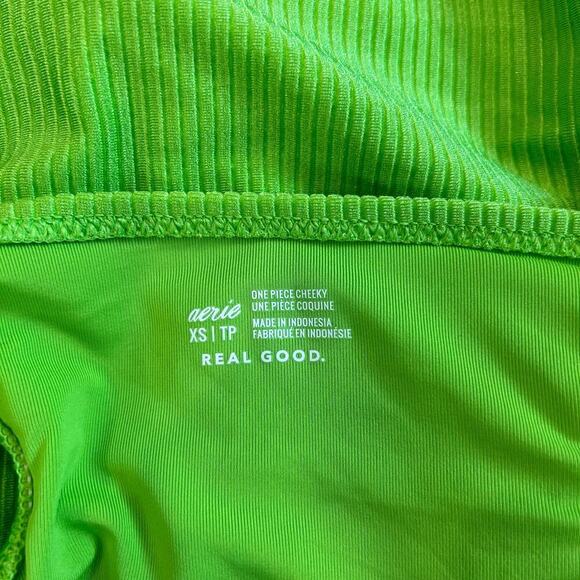 aerie
XS | TP
ONE PIECE CHEEKY
UNE PIÈCE COQUINE
MADE IN INDONESIA
FABRIQUÉ EN INDONÉSIE
REAL GOOD.